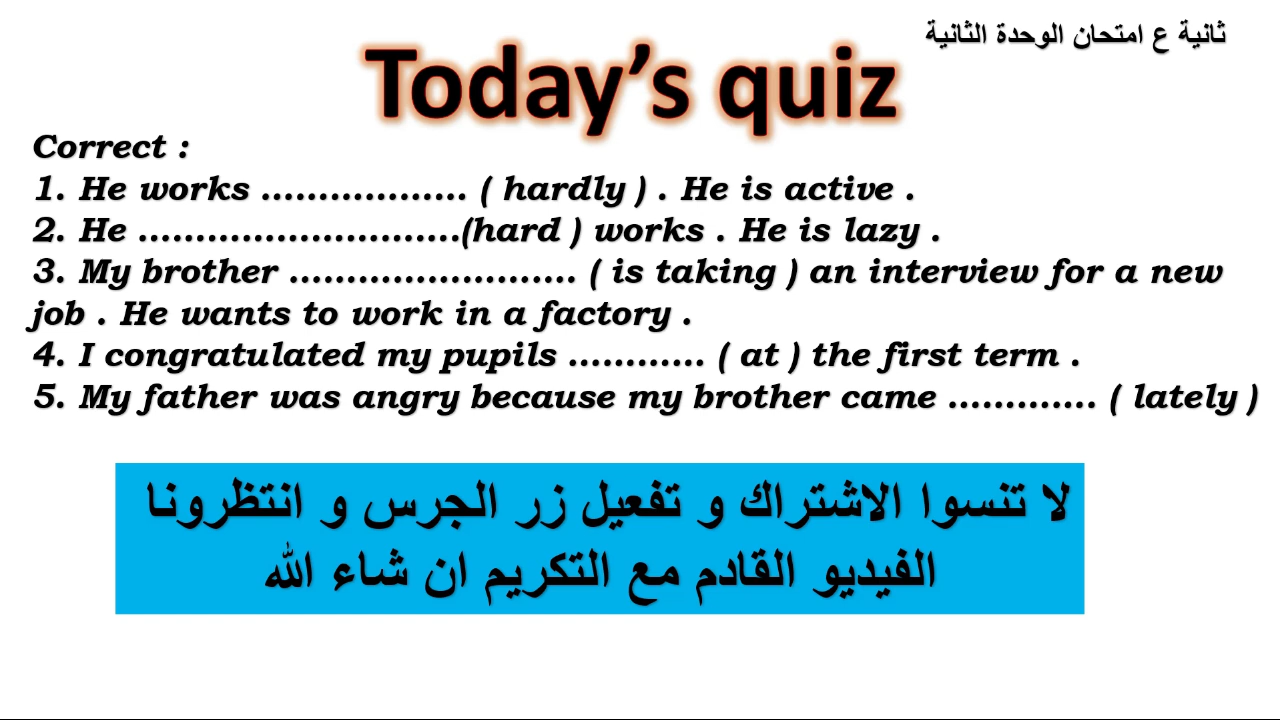 ثانية ع امتحان الوحدة الثانية
Today’s quiz
Correct :
1. He works .................. ( hardly ) . He is active .
2. He ............................(hard ) works . He is lazy .
3. My brother ......................... ( is taking ) an interview for a new
job . He wants to work in a factory .
4. I congratulated my pupils ............ ( at ) the first term .
5. My father was angry because my brother came ............. ( lately )
لا تنسوا الاشتراك و تفعيل زر الجرس و انتظرونا
الفيديو القادم مع التكريم ان شاء الله